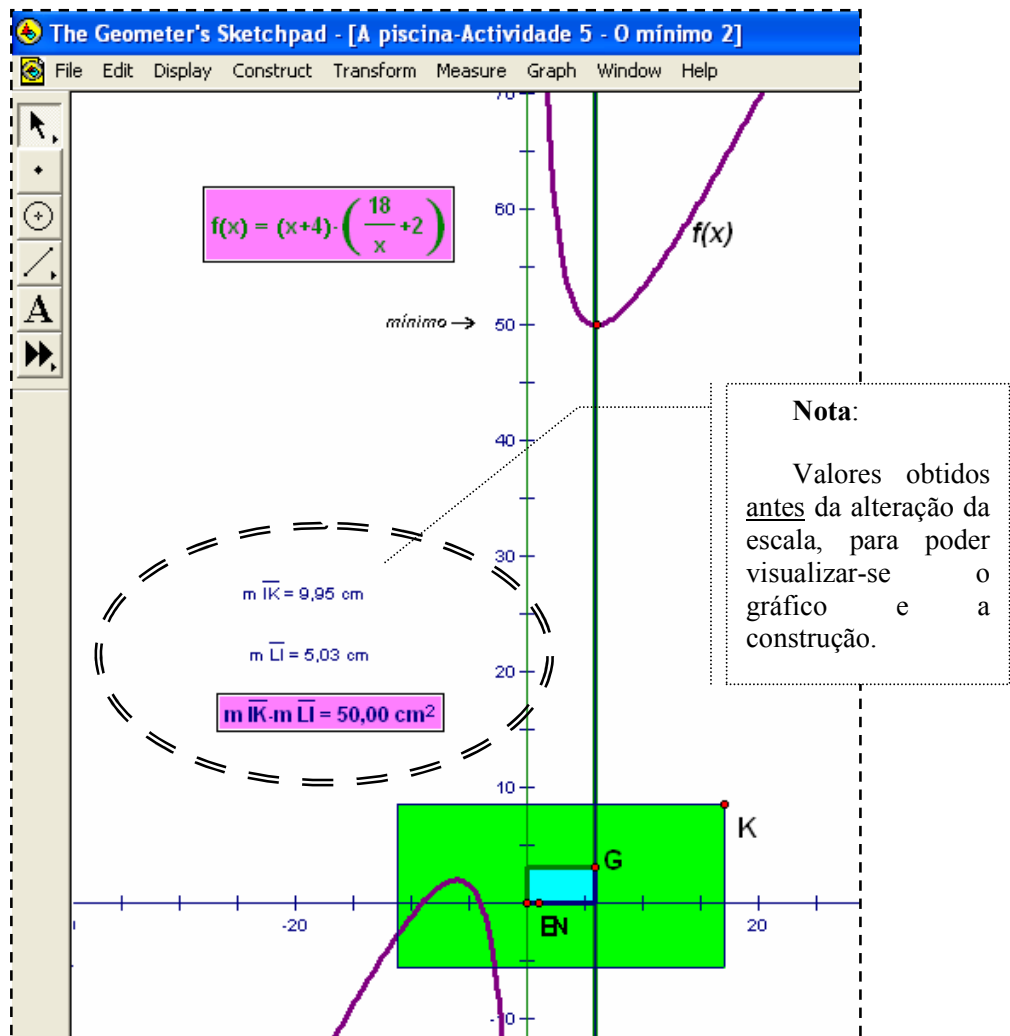 The Geometer's Sketchpad - [A piscina-Actividade 5 - O mínimo 2]
File Edit Display Construct Transform Measure Graph Window Help
A
70
f(x) = (x+4)·(18/x +2)
60
f(x)
mínimo → 50
40
Nota:
Valores obtidos
antes da alteração da
escala, para poder
visualizar-se o
gráfico e a
construção.
30
m IK = 9,95 cm
m LI = 5,03 cm
20
m IK·m LI = 50,00 cm²
10
K
G
E N
-20
20
-10